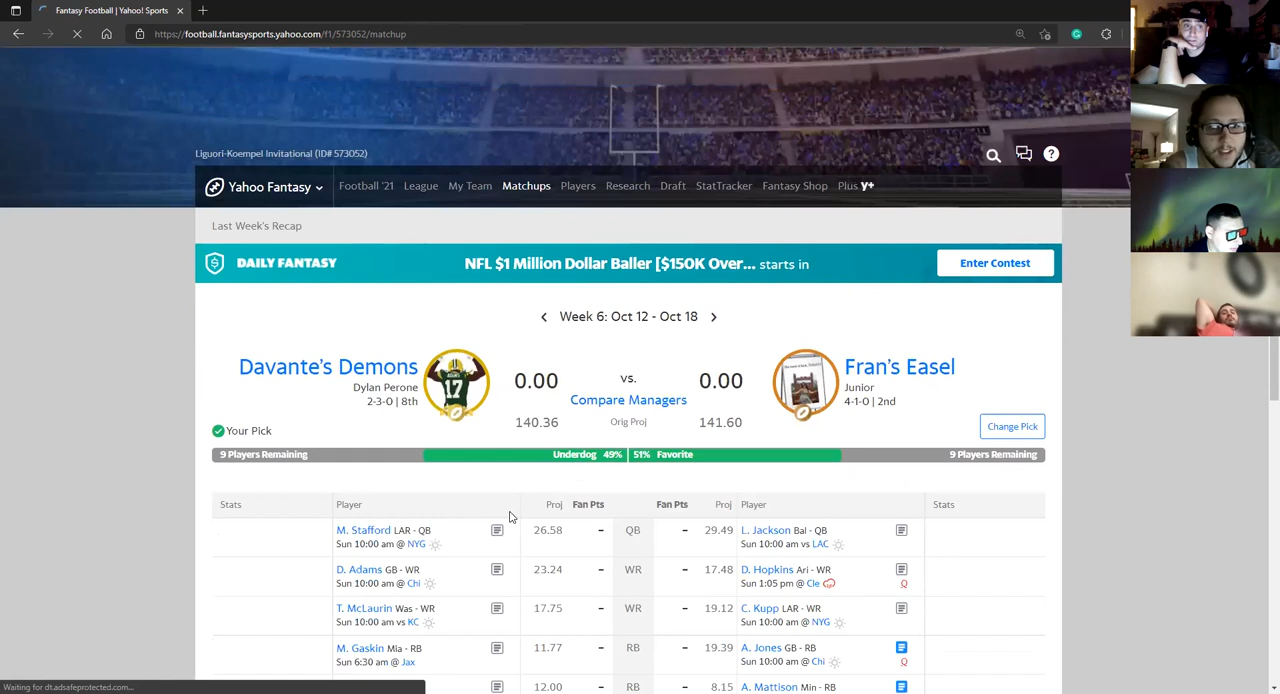 Fantasy Football | Yahoo! Sports
https://football.fantasysports.yahoo.com/f1/573052/matchup
Liguori-Koempel Invitational (ID# 573052)
Yahoo Fantasy Football '21 League My Team Matchups Players Research Draft StatTracker Fantasy Shop Plus y+
Last Week's Recap
DAILY FANTASY NFL $1 Million Dollar Baller [$150K Over... starts in Enter Contest
Week 6: Oct 12 - Oct 18
Davante's Demons 0.00 vs. 0.00 Fran's Easel
Dylan Perone Compare Managers Junior
2-3-0 | 8th 4-1-0 | 2nd
140.36 Orig Proj 141.60
Your Pick Change Pick
9 Players Remaining Underdog 49% 51% Favorite 9 Players Remaining
Stats Player Proj Fan Pts Fan Pts Proj Player Stats
M. Stafford LAR - QB 26.58 – QB – 29.49 L. Jackson Bal - QB
Sun 10:00 am @ NYG Sun 10:00 am vs LAC
D. Adams GB - WR 23.24 – WR – 17.48 D. Hopkins Ari - WR
Sun 10:00 am @ Chi Sun 1:05 pm @ Cle Q
T. McLaurin Was - WR 17.75 – WR – 19.12 C. Kupp LAR - WR
Sun 10:00 am vs KC Sun 10:00 am @ NYG
M. Gaskin Mia - RB 11.77 – RB – 19.39 A. Jones GB - RB
Sun 6:30 am @ Jax Sun 10:00 am @ Chi Q
12.00 – RB – 8.15 A. Mattison Min - RB
Waiting for dt.adsafeprotected.com...
17